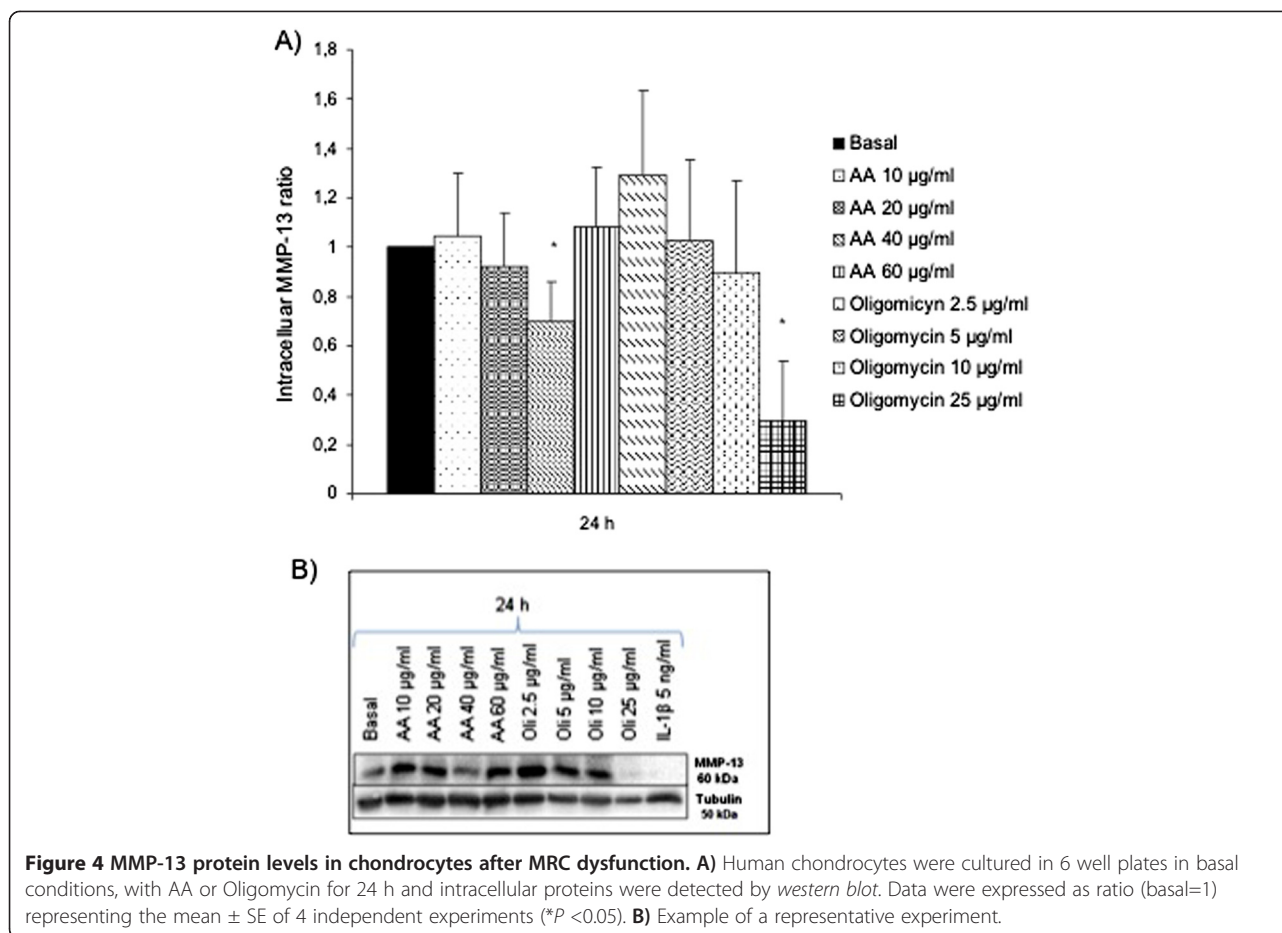 A)
1,8
1,6
1,4
1,2
1
0,8
0,6
0,4
0,2
0
Intracelluar MMP-13 ratio
*
*
24 h
Basal
AA 10 µg/ml
AA 20 µg/ml
AA 40 µg/ml
AA 60 µg/ml
Oligomicyn 2.5 µg/ml
Oligomycin 5 µg/ml
Oligomycin 10 µg/ml
Oligomycin 25 µg/ml
B)
24 h
Basal
AA 10 µg/ml
AA 20 µg/ml
AA 40 µg/ml
AA 60 µg/ml
Oli 2.5 µg/ml
Oli 5 µg/ml
Oli 10 µg/ml
Oli 25 µg/ml
IL-1β 5 ng/ml
MMP-13
60 kDa
Tubulin
50 kDa
Figure 4 MMP-13 protein levels in chondrocytes after MRC dysfunction. A) Human chondrocytes were cultured in 6 well plates in basal
conditions, with AA or Oligomycin for 24 h and intracellular proteins were detected by western blot. Data were expressed as ratio (basal=1)
representing the mean ± SE of 4 independent experiments (*P <0.05). B) Example of a representative experiment.